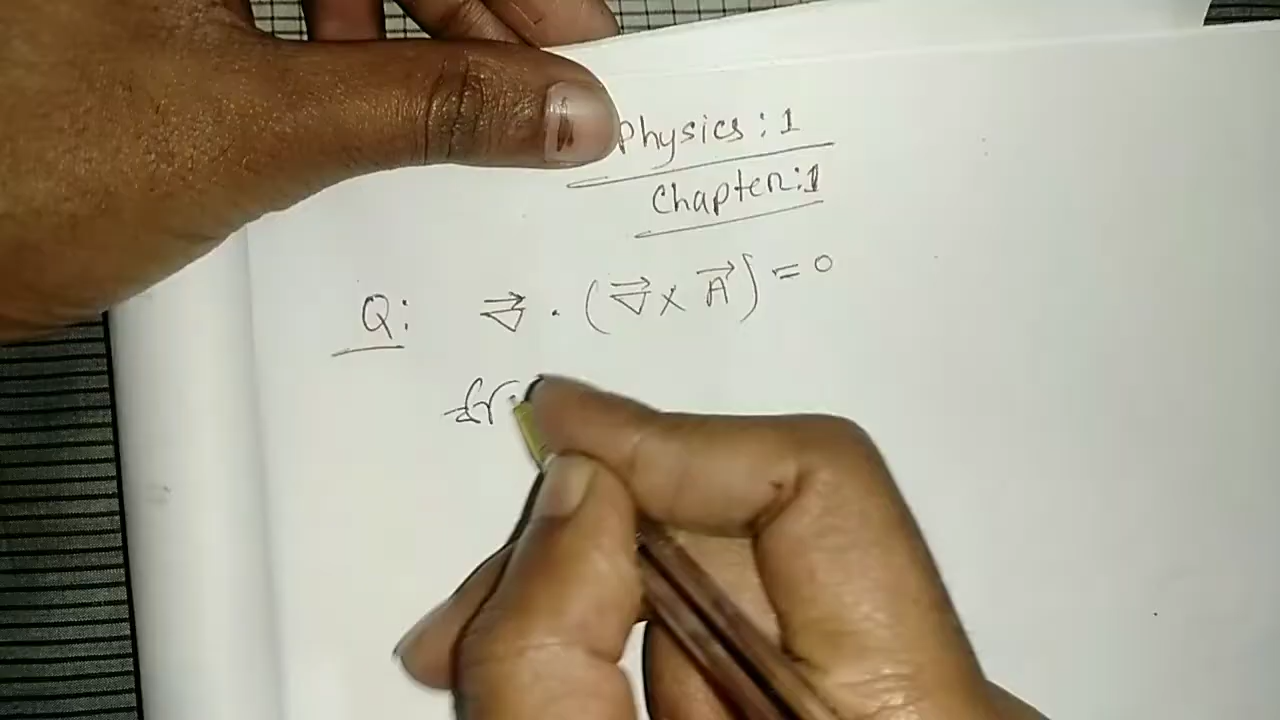 Physics : 1
Chapter : 1
Q: ∇⃗ · (∇⃗ × A⃗) = 0